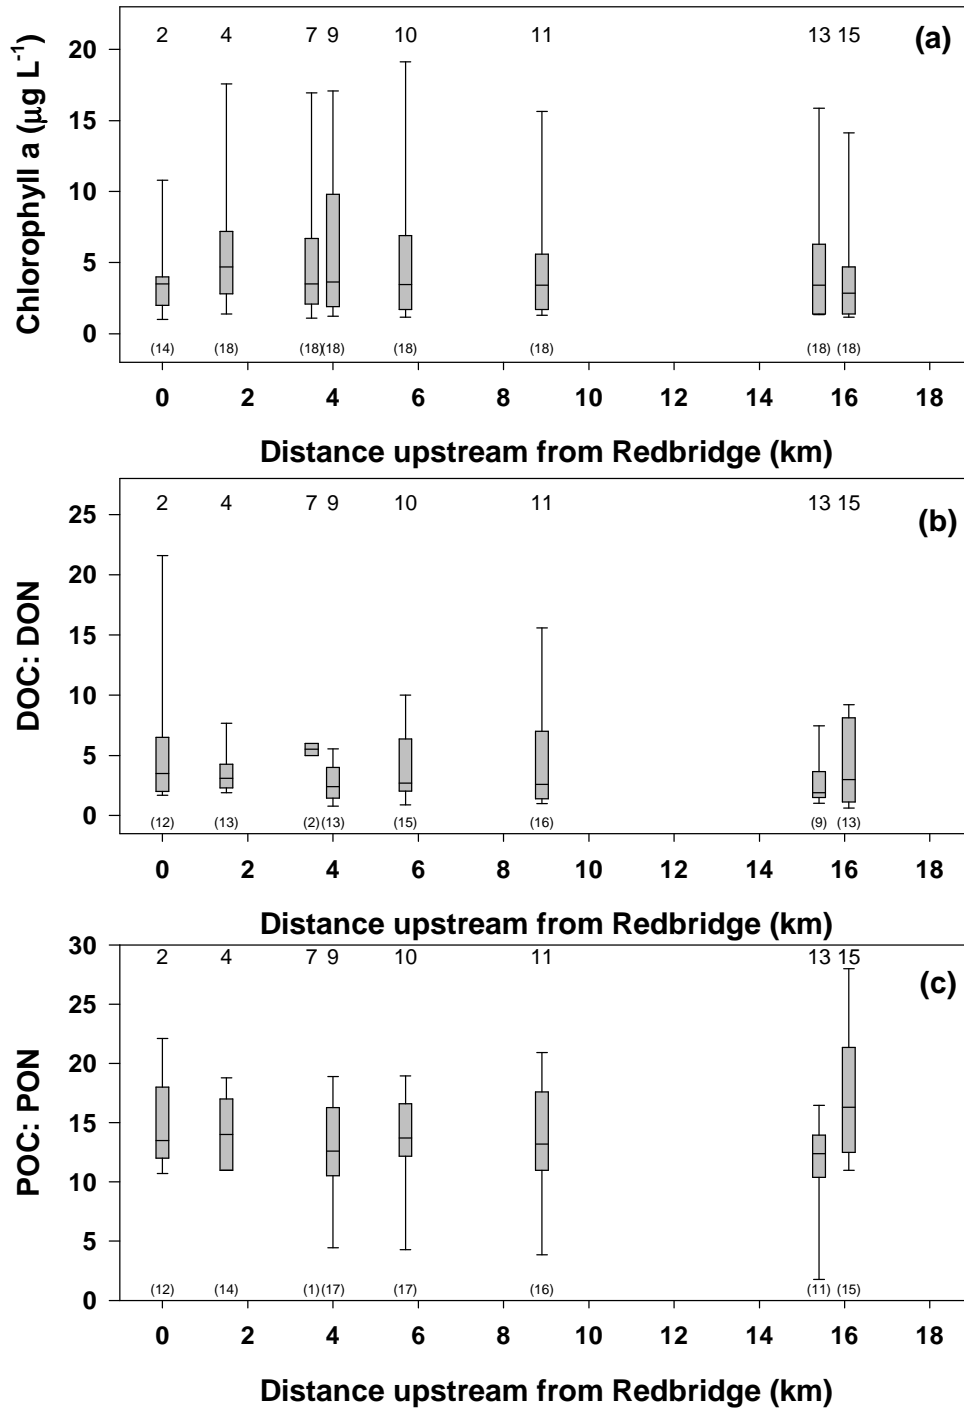 2 4 7 9 10 11 13 15
(a)
Chlorophyll a (µg L-1)
20
15
10
5
0
(14) (18) (18)(18) (18) (18) (18) (18)
0 2 4 6 8 10 12 14 16 18
Distance upstream from Redbridge (km)
2 4 7 9 10 11 13 15
(b)
DOC: DON
25
20
15
10
5
0
(12) (13) (2) (13) (15) (16) (9) (13)
0 2 4 6 8 10 12 14 16 18
Distance upstream from Redbridge (km)
30
2 4 7 9 10 11 13 15
(c)
POC: PON
25
20
15
10
5
0
(12) (14) (1) (17) (17) (16) (11) (15)
0 2 4 6 8 10 12 14 16 18
Distance upstream from Redbridge (km)